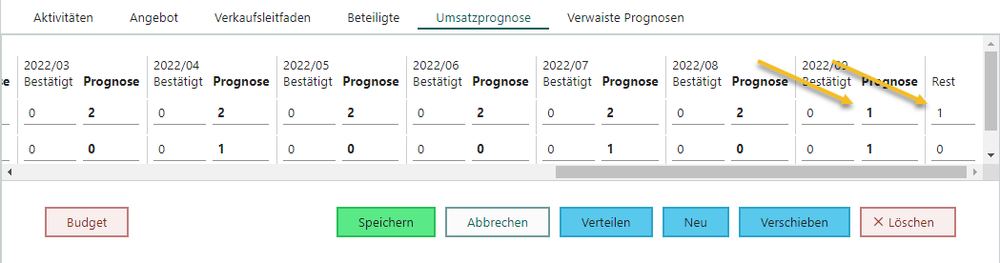 Aktivitäten Angebot Verkaufsleitfaden Beteiligte Umsatzprognose Verwaiste Prognosen
2022/03 2022/04 2022/05 2022/06 2022/07 2022/08 2022/09
se Bestätigt Prognose Bestätigt Prognose Bestätigt Prognose Bestätigt Prognose Bestätigt Prognose Bestätigt Prognose Bestätigt Prognose Rest
0 2 0 2 0 2 0 2 0 2 0 2 0 1 1
0 0 0 1 0 0 0 0 0 1 0 0 0 1 0
Budget Speichern Abbrechen Verteilen Neu Verschieben Löschen